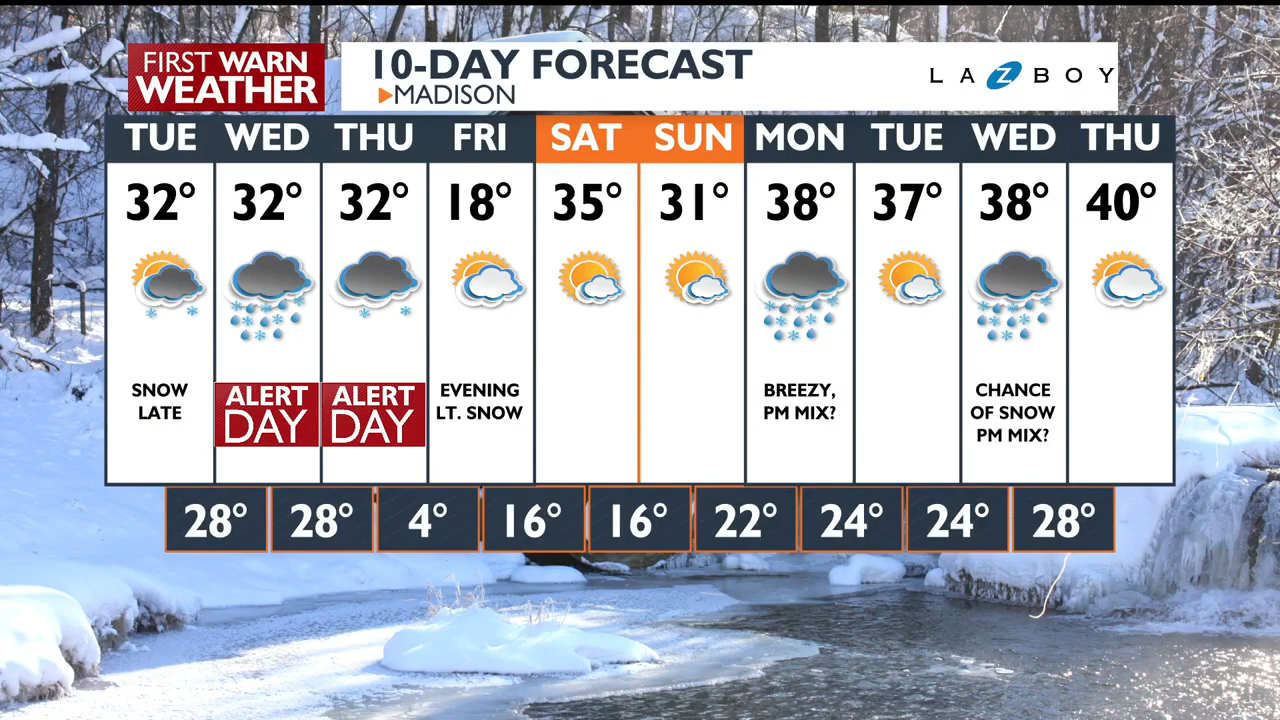 FIRST WARN
WEATHER
10-DAY FORECAST
MADISON
LA Z BOY
TUE WED THU FRI SAT SUN MON TUE WED THU
32° 32° 32° 18° 35° 31° 38° 37° 38° 40°
SNOW
LATE
ALERT
DAY
ALERT
DAY
EVENING
LT. SNOW
BREEZY,
PM MIX?
CHANCE
OF SNOW
PM MIX?
28° 28° 4° 16° 16° 22° 24° 24° 28°